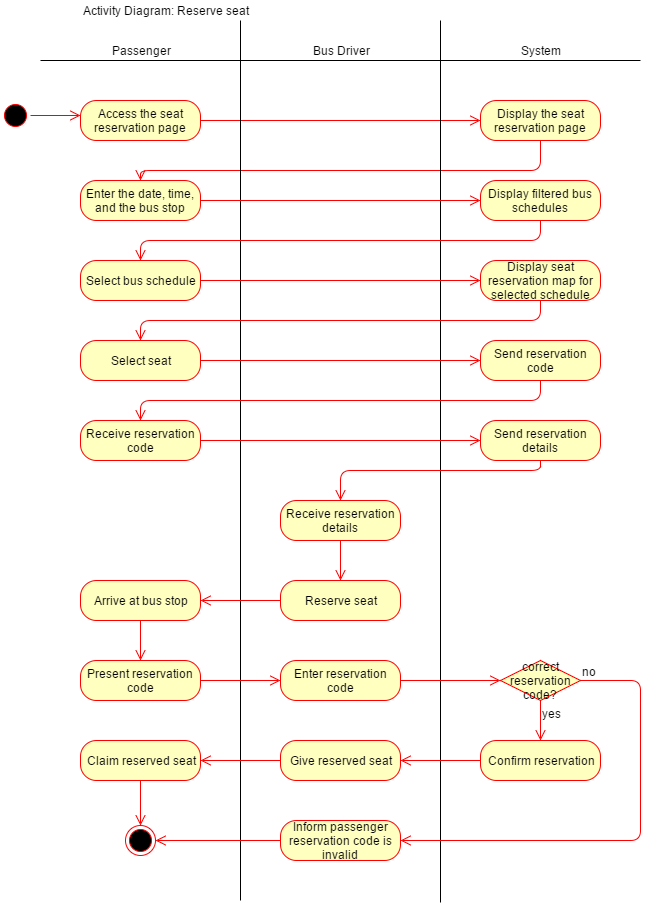 Activity Diagram: Reserve seat
Passenger
Bus Driver
System
Access the seat
reservation page
Display the seat
reservation page
Enter the date, time,
and the bus stop
Display filtered bus
schedules
Select bus schedule
Display seat
reservation map for
selected schedule
Select seat
Send reservation
code
Receive reservation
code
Send reservation
details
Receive reservation
details
Arrive at bus stop
Reserve seat
Present reservation
code
Enter reservation
code
correct
reservation
code?
no
yes
Claim reserved seat
Give reserved seat
Confirm reservation
Inform passenger
reservation code is
invalid